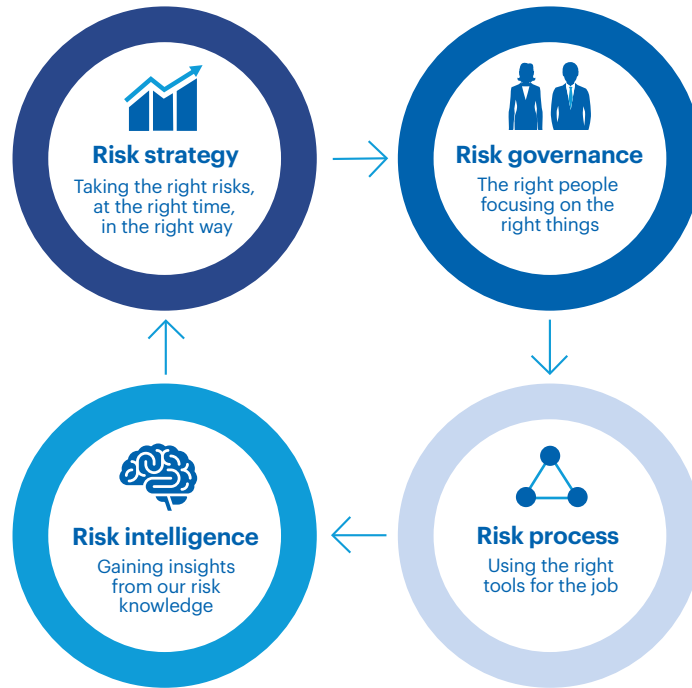 Risk strategy
Taking the right risks,
at the right time,
in the right way
Risk governance
The right people
focusing on the
right things
Risk intelligence
Gaining insights
from our risk
knowledge
Risk process
Using the right
tools for the job